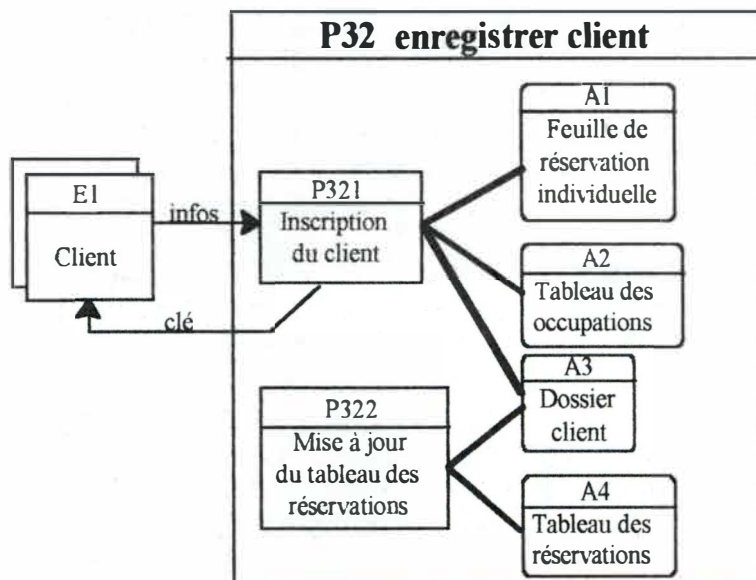 P32 enregistrer client
A1
Feuille de
réservation
individuelle
E1
Client
infos
clé
P321
Inscription
du client
A2
Tableau des
occupations
A3
Dossier
client
P322
Mise à jour
du tableau des
réservations
A4
Tableau des
réservations